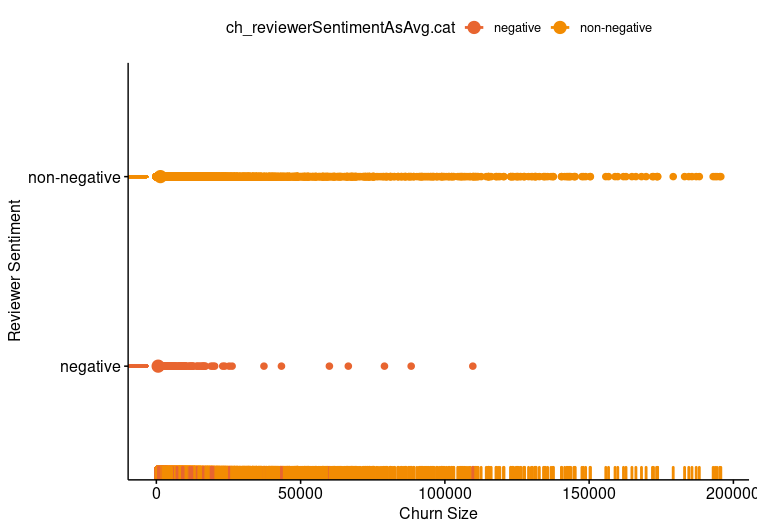 ch_reviewerSentimentAsAvg.cat negative non-negative
non-negative
Reviewer Sentiment
negative
0 50000 100000 150000 200000
Churn Size